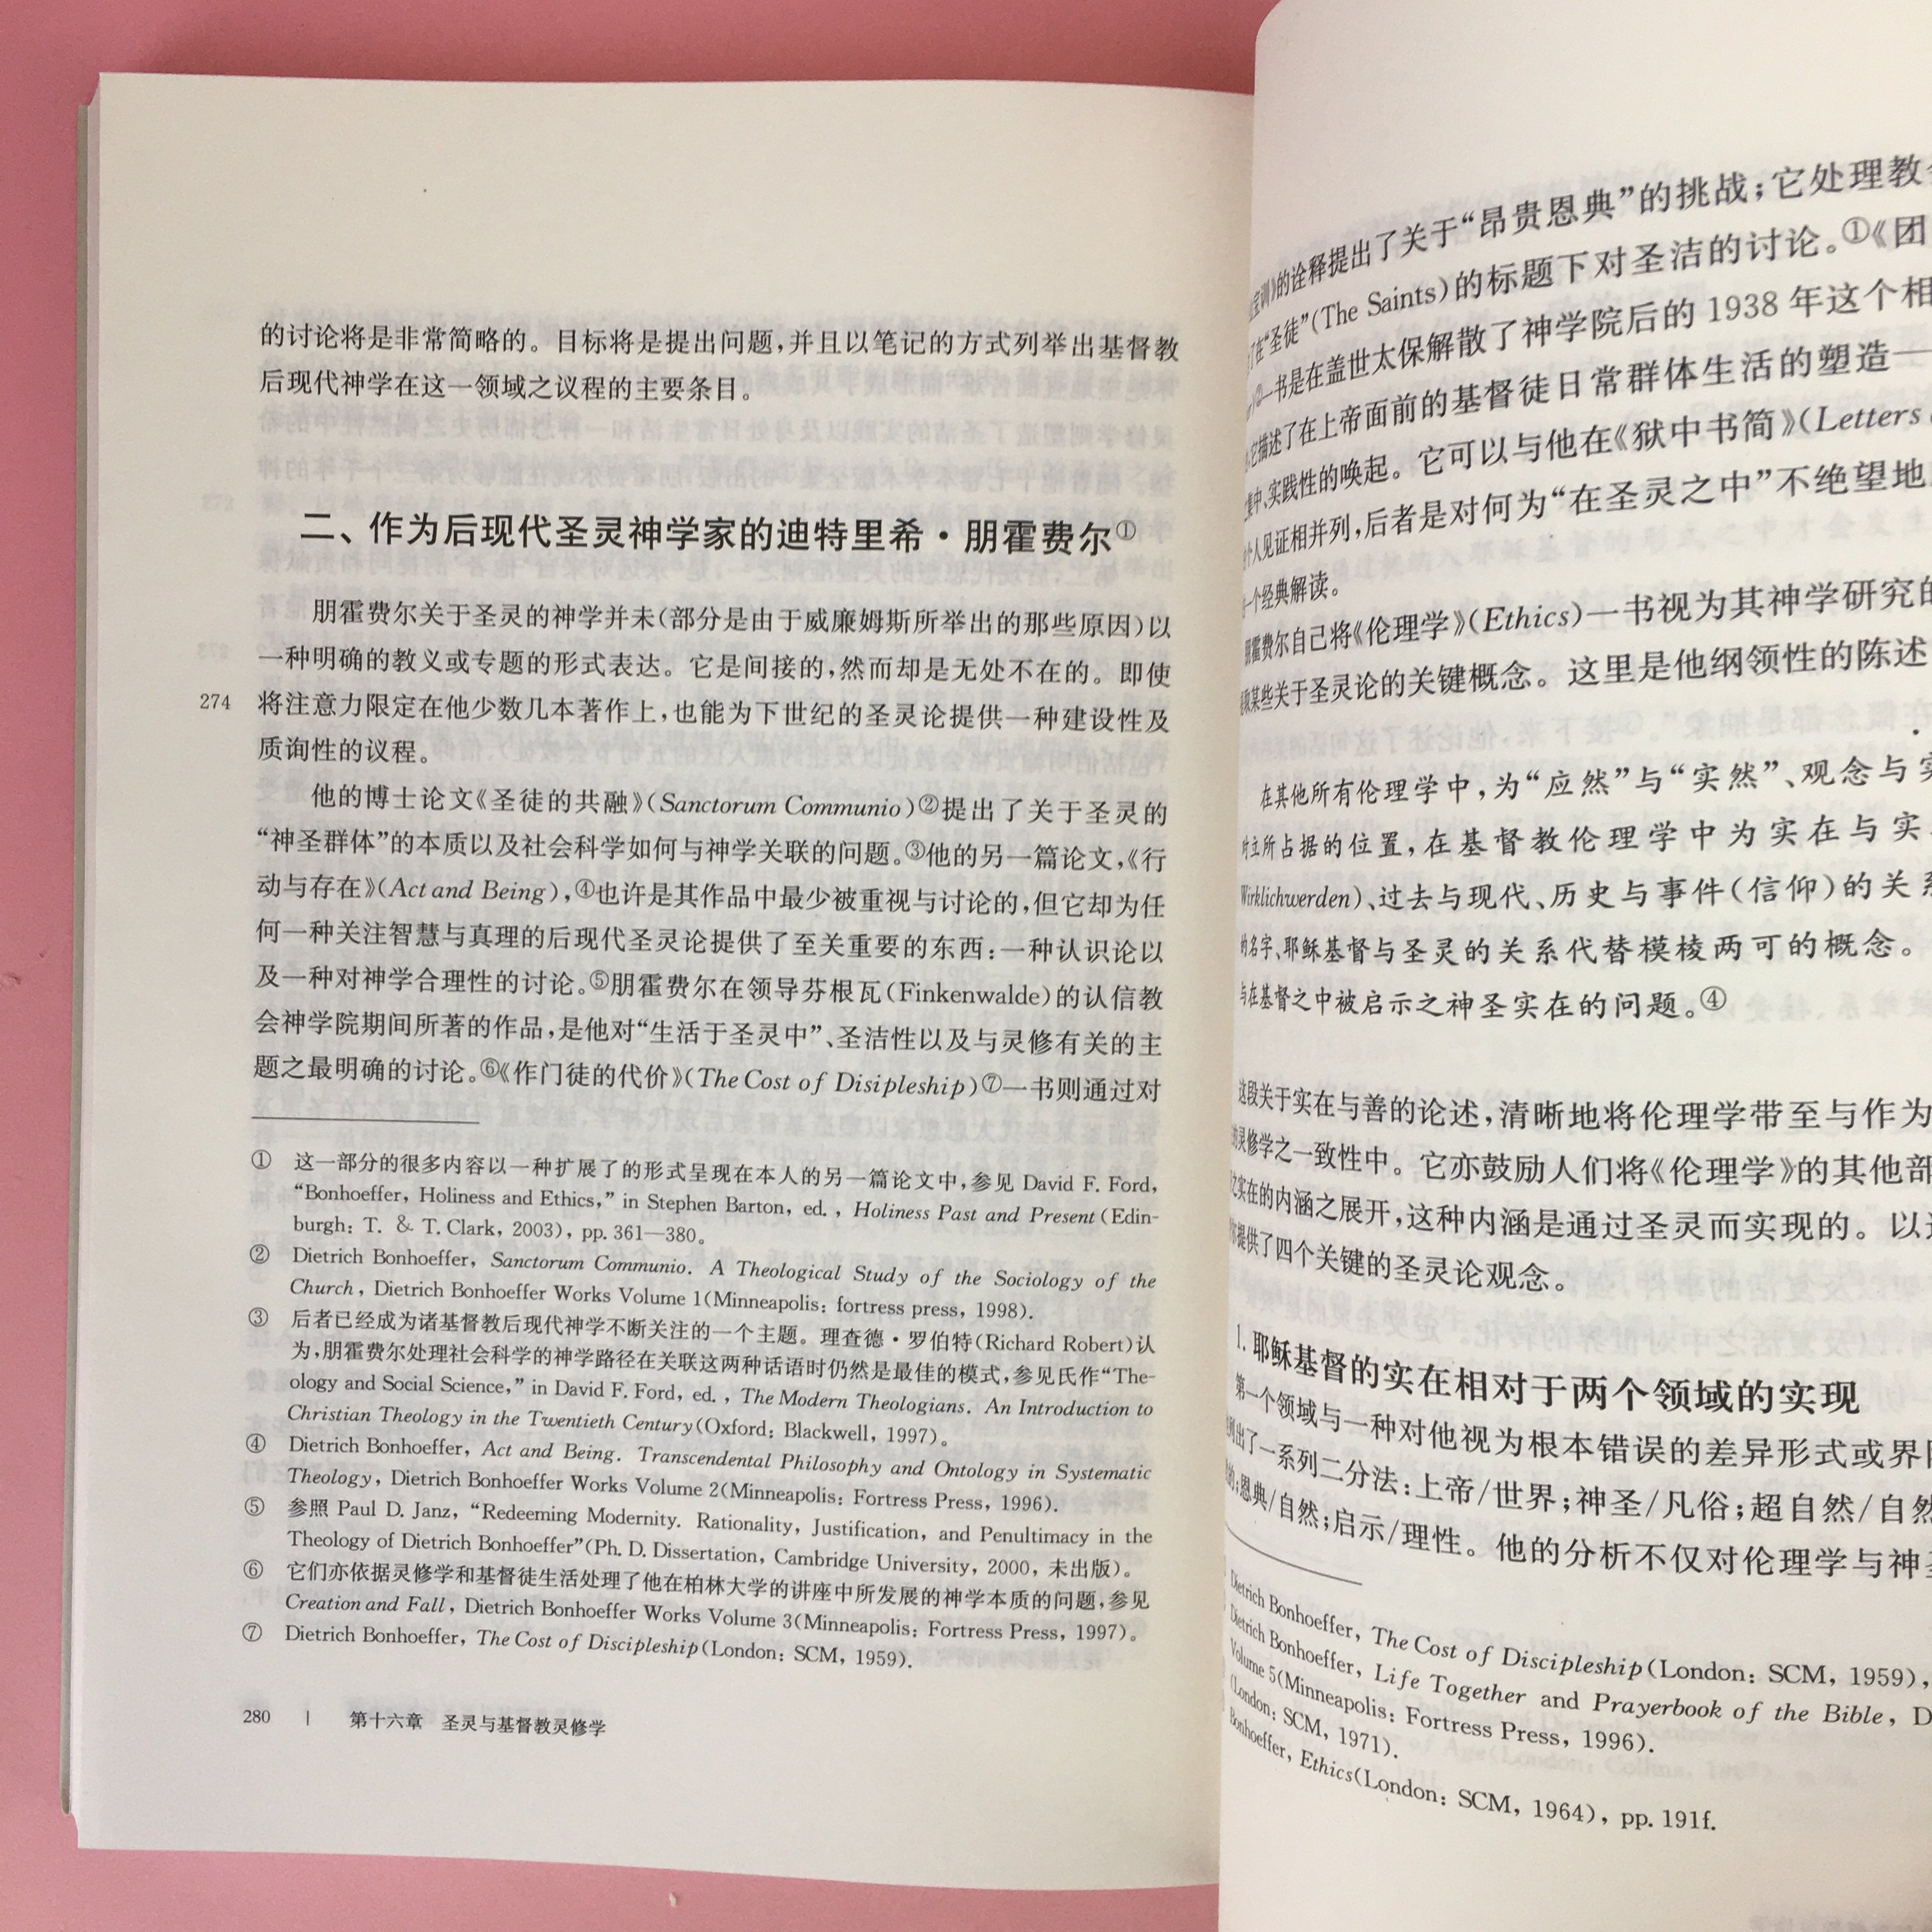 的讨论将是非常简略的。目标将是提出问题,并且以笔记的方式列举出基督教
后现代神学在这一领域之议程的主要条目。
二、作为后现代圣灵神学家的迪特里希·朋霍费尔①
朋霍费尔关于圣灵的神学并未(部分是由于威廉姆斯所举出的那些原因)以
一种明确的教义或专题的形式表达。它是间接的,然而却是无处不在的。即使
274 将注意力限定在他少数几本著作上,也能为下世纪的圣灵论提供一种建设性及
质询性的议程。
他的博士论文《圣徒的共融》(Sanctorum Communio)②提出了关于圣灵的
“神圣群体”的本质以及社会科学如何与神学关联的问题。③他的另一篇论文,《行
动与存在》(Act and Being),④也许是其作品中最少被重视与讨论的,但它却为任
何一种关注智慧与真理的后现代圣灵论提供了至关重要的东西:一种认识论以
及一种对神学合理性的讨论。⑤朋霍费尔在领导芬根瓦(Finkenwalde)的认信教
会神学院期间所著的作品,是他对“生活于圣灵中”、圣洁性以及与灵修有关的主
题之最明确的讨论。⑥《作门徒的代价》(The Cost of Disipleship)⑦一书则通过对
① 这一部分的很多内容以一种扩展了的形式呈现在本人的另一篇论文中,参见 David F. Ford,
“Bonhoeffer, Holiness and Ethics,” in Stephen Barton, ed., Holiness Past and Present (Edin-
burgh: T. & T. Clark, 2003), pp. 361—380。
② Dietrich Bonhoeffer, Sanctorum Communio. A Theological Study of the Sociology of the
Church, Dietrich Bonhoeffer Works Volume 1(Minneapolis: fortress press, 1998).
③ 后者已经成为诸基督教后现代神学不断关注的一个主题。理查德·罗伯特(Richard Robert)认
为,朋霍费尔处理社会科学的神学路径在关联这两种话语时仍然是最佳的模式,参见氏作“The-
ology and Social Science,” in David F. Ford, ed., The Modern Theologians. An Introduction to
Christian Theology in the Twentieth Century(Oxford: Blackwell, 1997)。
④ Dietrich Bonhoeffer, Act and Being. Transcendental Philosophy and Ontology in Systematic
Theology, Dietrich Bonhoeffer Works Volume 2(Minneapolis: Fortress Press, 1996).
⑤ 参照 Paul D. Janz, “Redeeming Modernity. Rationality, Justification, and Penultimacy in the
Theology of Dietrich Bonhoeffer”(Ph. D. Dissertation, Cambridge University, 2000, 未出版)。
⑥ 它们亦依据灵修学和基督徒生活处理了他在柏林大学的讲座中所发展的神学本质的问题,参见
Creation and Fall, Dietrich Bonhoeffer Works Volume 3(Minneapolis: Fortress Press, 1997)。
⑦ Dietrich Bonhoeffer, The Cost of Discipleship(London: SCM, 1959).
280 | 第十六章 圣灵与基督教灵修学
宝训》的诠释提出了关于“昂贵恩典”的挑战;它处理教
了在“圣徒”(The Saints)的标题下对圣洁的讨论。①《团
②一书是在盖世太保解散了神学院后的 1938 年这个相
它描述了在上帝面前的基督徒日常群体生活的塑造一
集中、实践性的唤起。它可以与他在《狱中书简》(Letters
个人见证相并列,后者是对何为“在圣灵之中”不绝望地
一个经典解读。
朋霍费尔自己将《伦理学》(Ethics)一书视为其神学研究的
某些关于圣灵论的关键概念。这里是他纲领性的陈述
在其他所有伦理学中,为“应然”与“实然”、观念与实
对立所占据的位置,在基督教伦理学中为实在与实
Wirklichwerden)、过去与现代、历史与事件(信仰)的关系
的名字、耶稣基督与圣灵的关系代替模棱两可的概念。
与在基督之中被启示之神圣实在的问题。④
这段关于实在与善的论述,清晰地将伦理学带至与作为
的灵修学之一致性中。它亦鼓励人们将《伦理学》的其他部
之实在的内涵之展开,这种内涵是通过圣灵而实现的。以
提供了四个关键的圣灵论观念。
1. 耶稣基督的实在相对于两个领域的实现
第一个领域与一种对他视为根本错误的差异形式或界
列出了一系列二分法:上帝/世界;神圣/凡俗;超自然/自然
的;恩典/自然;启示/理性。他的分析不仅对伦理学与神
Dietrich Bonhoeffer, The Cost of Discipleship(London: SCM, 1959),
Dietrich Bonhoeffer, Life Together and Prayerbook of the Bible, D
Volume 5(Minneapolis: Fortress Press, 1996).
(London: SCM, 1971).
Bonhoeffer, Ethics(London: SCM, 1964), pp. 191f.